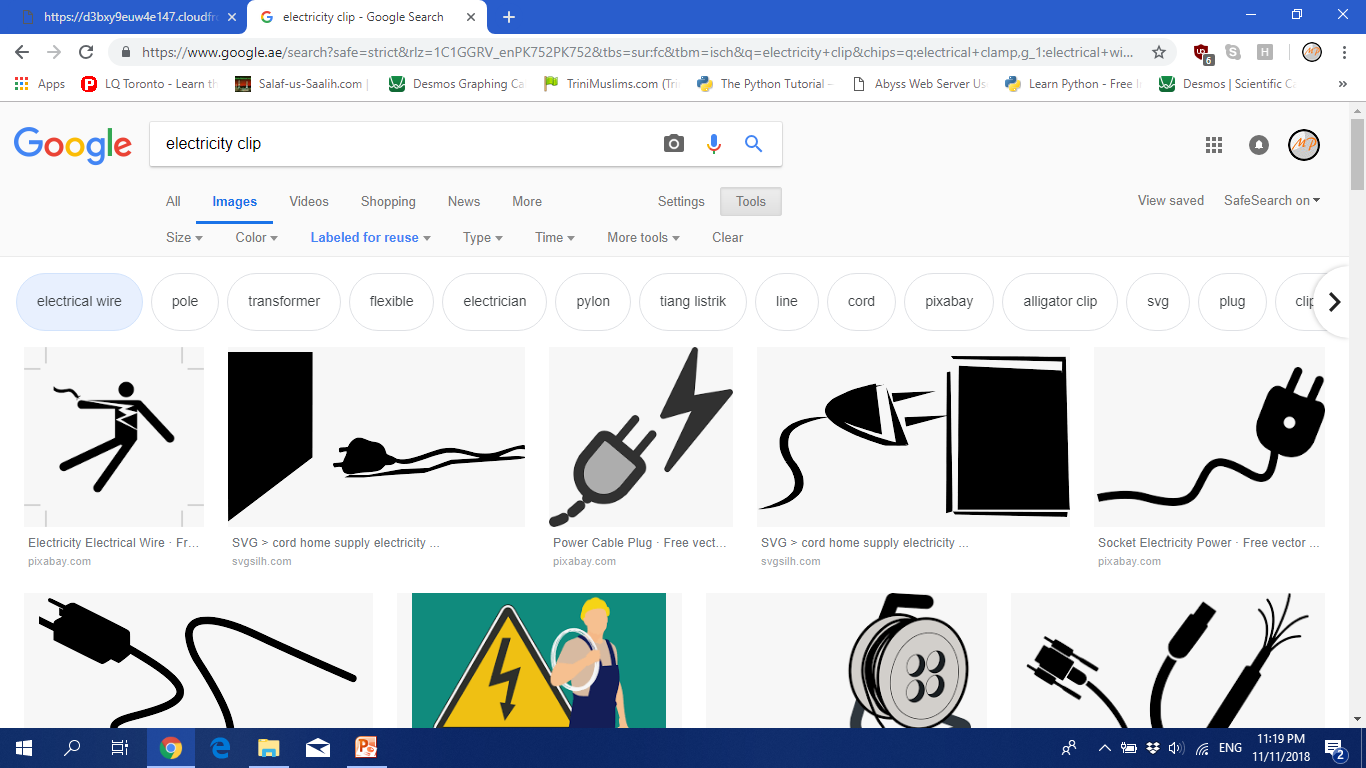 https://d3bxy9euw4e147.cloudfr
electricity clip - Google Search
https://www.google.ae/search?safe=strict&rlz=1C1GGRV_enPK752PK752&tbs=sur:fc&tbm=isch&q=electricity+clip&chips=q:electrical+clamp,g_1:electrical+wi...
6
H
MP
Apps
LQ Toronto - Learn th
Salaf-us-Saalih.com |
Desmos Graphing Ca
TriniMuslims.com (Tri
The Python Tutorial –
Abyss Web Server Us
Learn Python - Free I
Desmos | Scientific Ca
»
Google
electricity clip
MP
All
Images
Videos
Shopping
News
More
Settings
Tools
View saved
SafeSearch on
Size
Color
Labeled for reuse
Type
Time
More tools
Clear
electrical wire
pole
transformer
flexible
electrician
pylon
tiang listrik
line
cord
pixabay
alligator clip
svg
plug
clip
Electricity Electrical Wire · Fr...
pixabay.com
SVG > cord home supply electricity ...
svgsilh.com
Power Cable Plug · Free vect...
pixabay.com
SVG > cord home supply electricity ...
svgsilh.com
Socket Electricity Power · Free vector ...
pixabay.com
ENG
11:19 PM
11/11/2018
2